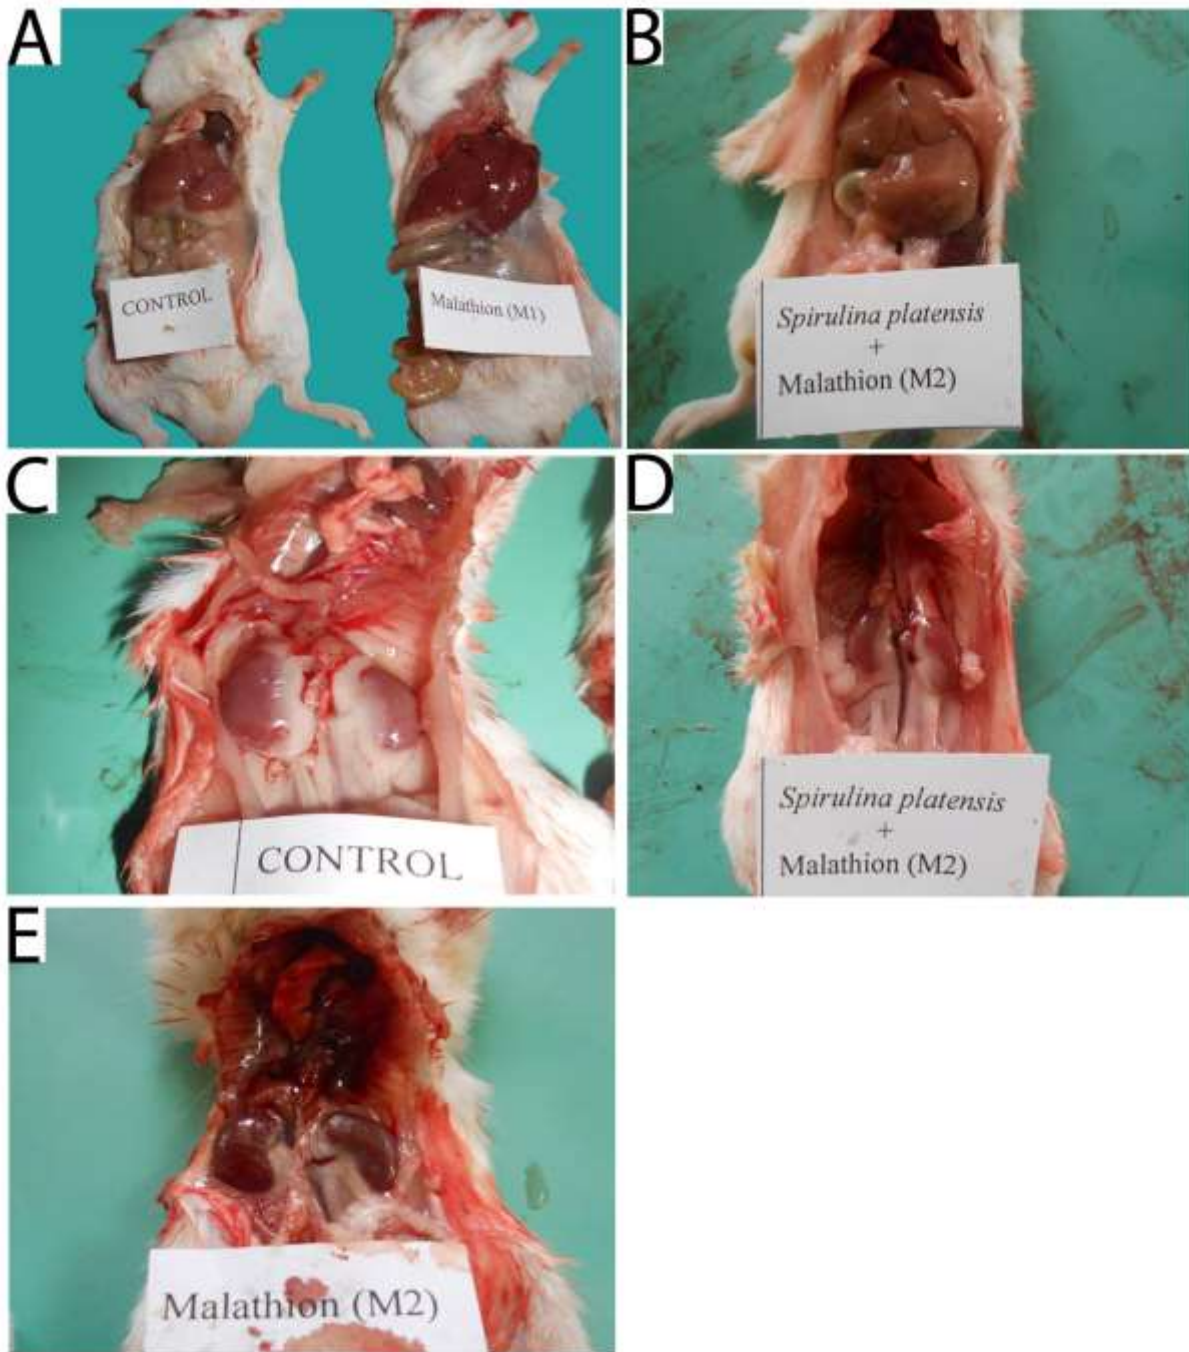 A
CONTROL
Malathion (M1)
B
Spirulina platensis
+
Malathion (M2)
C
CONTROL
D
Spirulina platensis
+
Malathion (M2)
E
Malathion (M2)